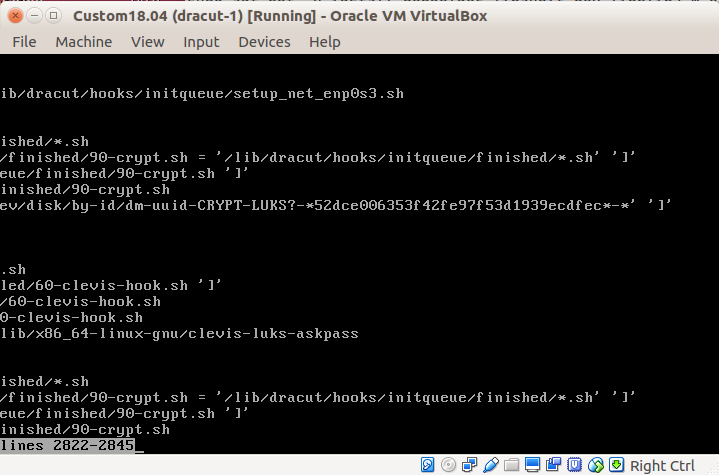 Custom18.04 (dracut-1) [Running] - Oracle VM VirtualBox
File Machine View Input Devices Help
ib/dracut/hooks/initqueue/setup_net_enp0s3.sh
ished/*.sh
/finished/90-crypt.sh = '/lib/dracut/hooks/initqueue/finished/*.sh' ']'
eue/finished/90-crypt.sh ']'
inished/90-crypt.sh
ev/disk/by-id/dm-uuid-CRYPT-LUKS?-*52dce006353f42fe97f53d1939ecdfec*-*' ']'
.sh
led/60-clevis-hook.sh ']'
/60-clevis-hook.sh
0-clevis-hook.sh
lib/x86_64-linux-gnu/clevis-luks-askpass
ished/*.sh
/finished/90-crypt.sh = '/lib/dracut/hooks/initqueue/finished/*.sh' ']'
eue/finished/90-crypt.sh ']'
inished/90-crypt.sh
lines 2822-2845
Right Ctrl